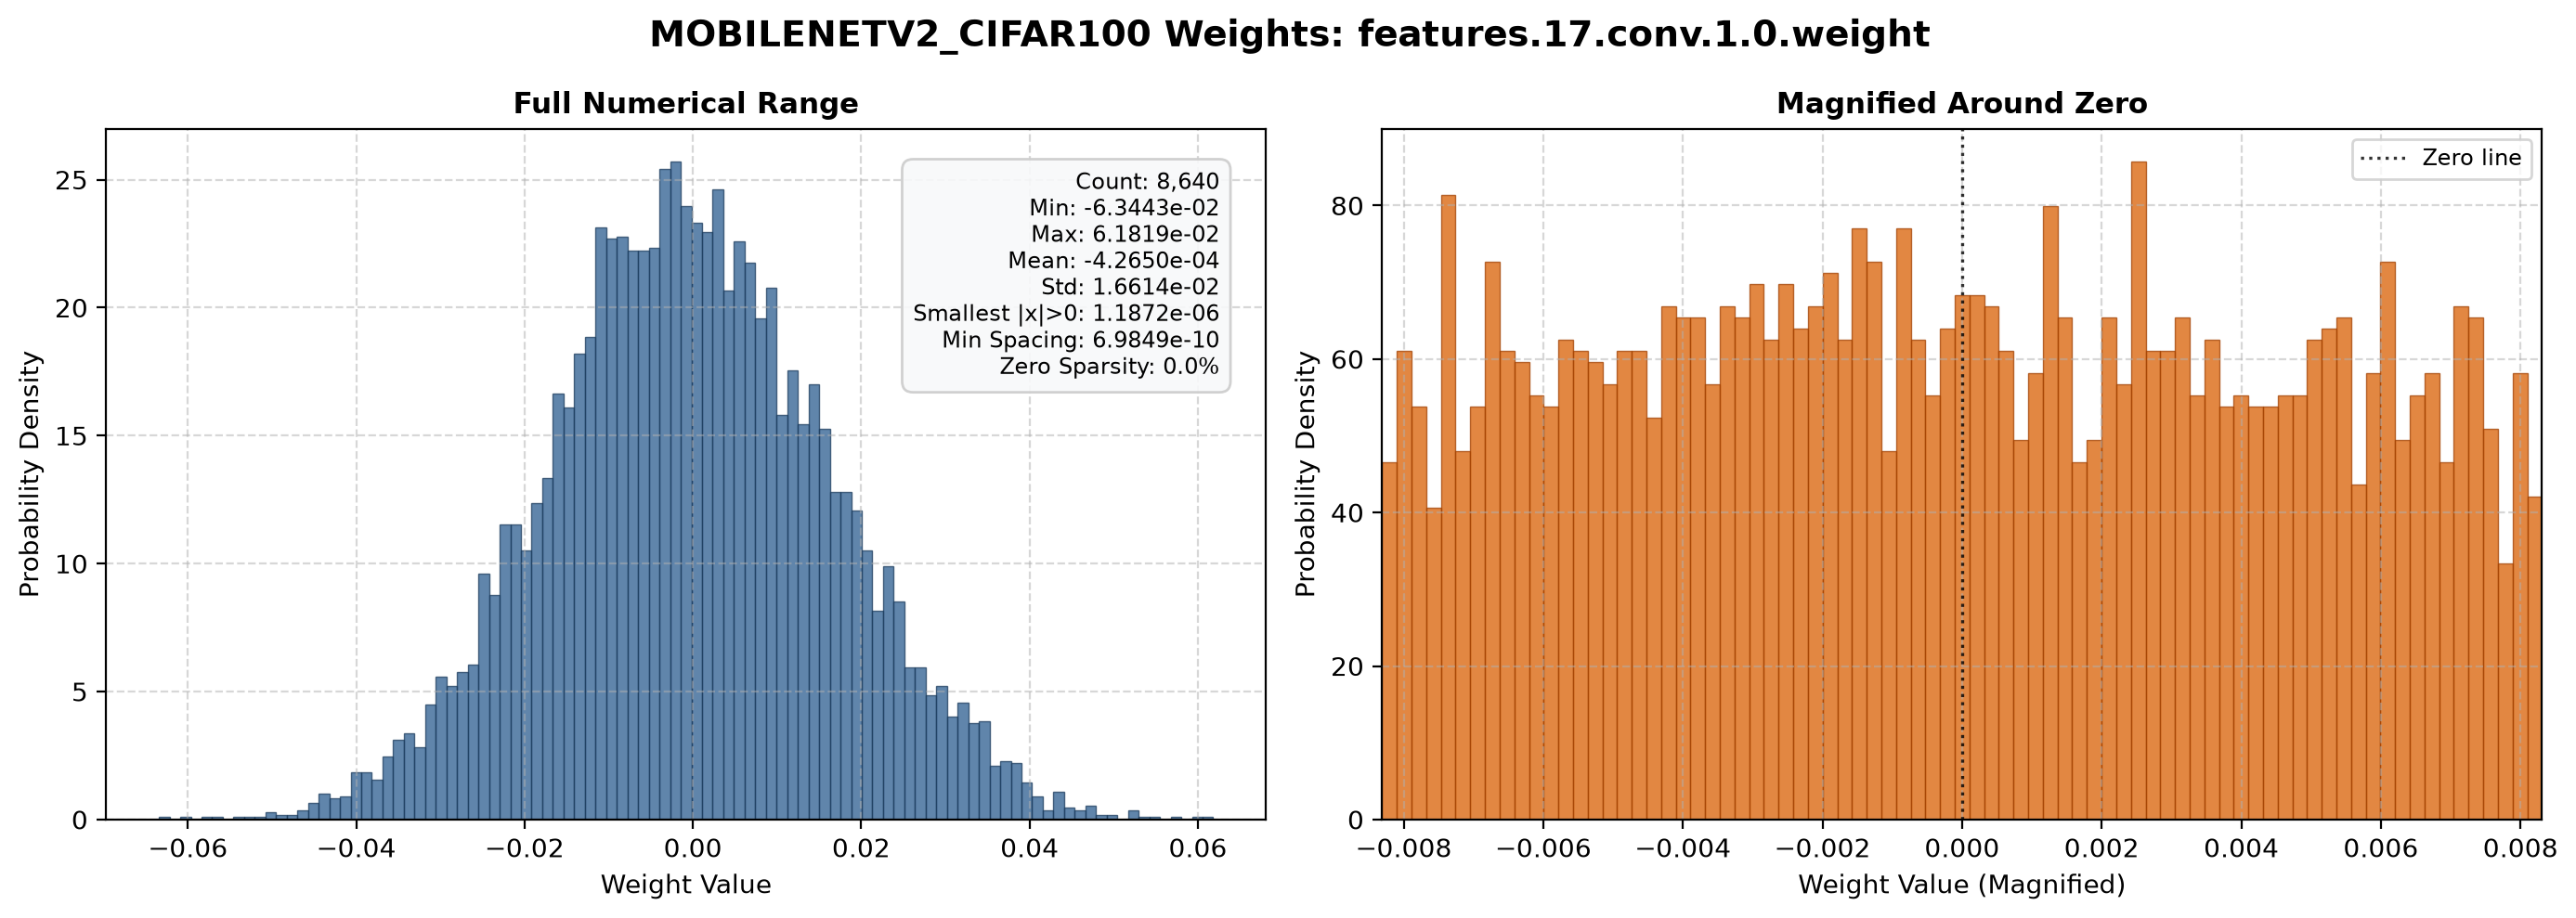 MOBILENETV2_CIFAR100 Weights: features.17.conv.1.0.weight
Full Numerical Range
Probability Density
25
20
15
10
5
0
Count: 8,640
Min: -6.3443e-02
Max: 6.1819e-02
Mean: -4.2650e-04
Std: 1.6614e-02
Smallest |x|>0: 1.1872e-06
Min Spacing: 6.9849e-10
Zero Sparsity: 0.0%
−0.06 −0.04 −0.02 0.00 0.02 0.04 0.06
Weight Value
Magnified Around Zero
Probability Density
80
60
40
20
0
Zero line
−0.008 −0.006 −0.004 −0.002 0.000 0.002 0.004 0.006 0.008
Weight Value (Magnified)